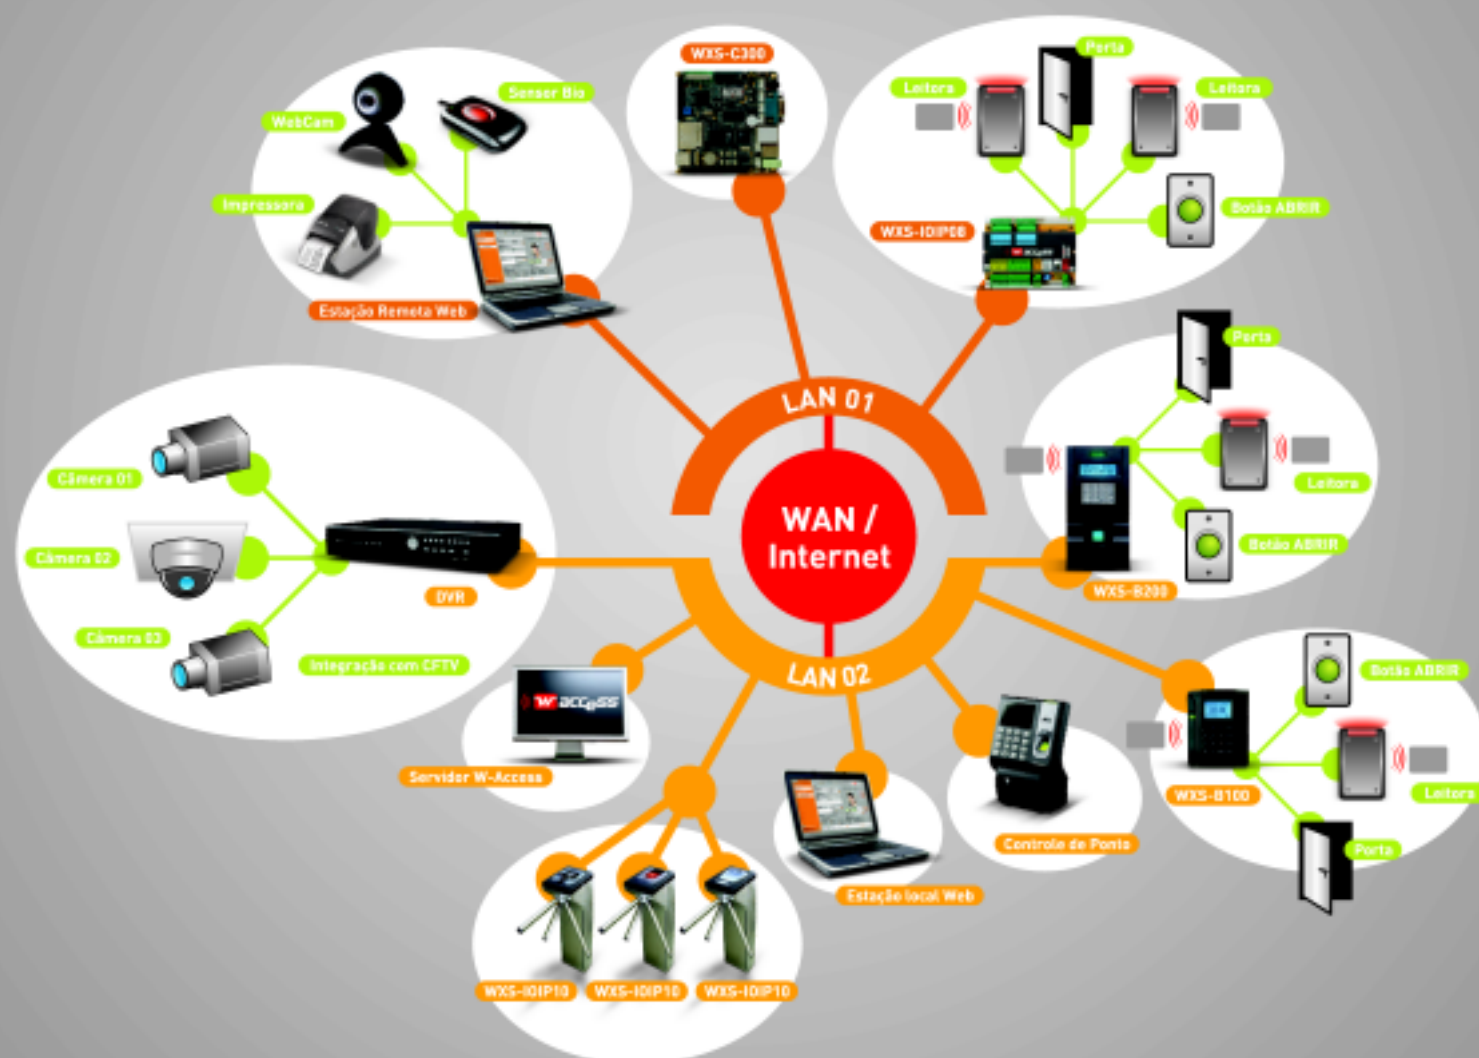 WXS-C300
Porta
Leitora
Leitora
Sensor Bio
WebCam
Impressora
Botão ABRIR
WXS-IOIP08
Estação Remota Web
Porta
LAN 01
Câmera 01
Leitora
WAN /
Internet
Botão ABRIR
Câmera 02
DVR
WXS-B200
Câmera 03
Integração com CFTV
LAN 02
Botão ABRIR
W access
Servidor W-Access
WXS-B100
Leitora
Controle de Ponto
Porta
Estação local Web
WXS-IOIP10
WXS-IOIP10
WXS-IOIP10